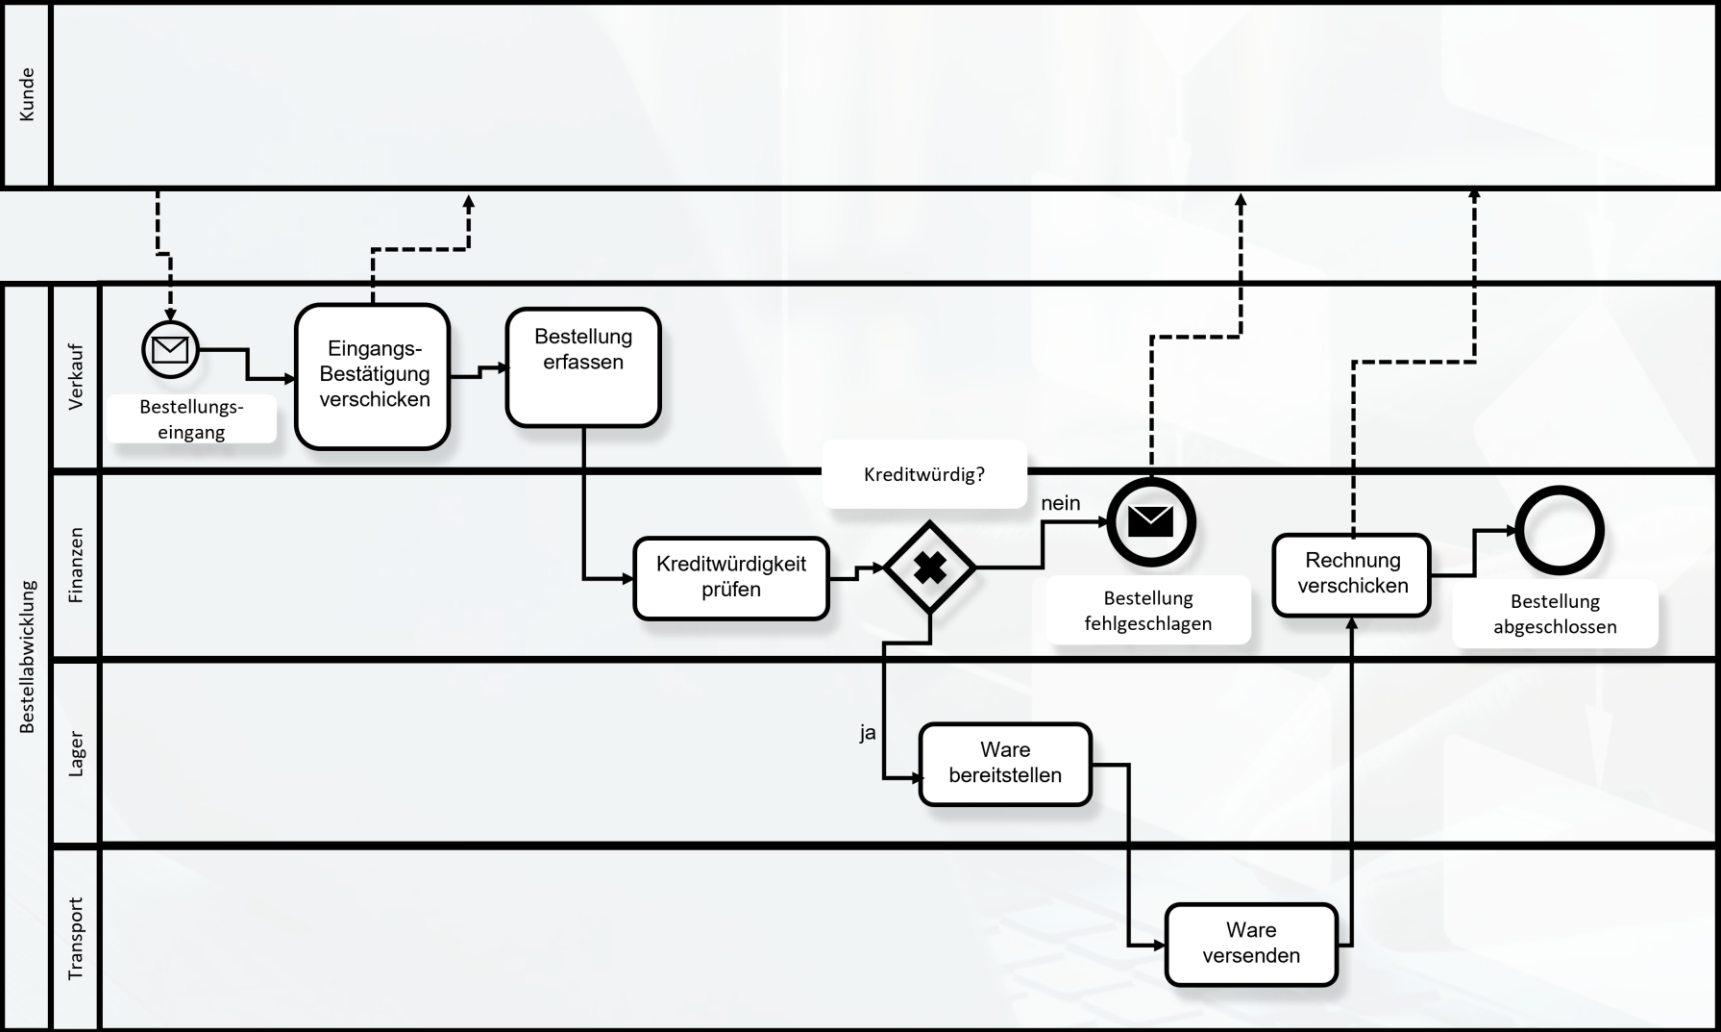 Kunde
Bestellabwicklung
Verkauf
Bestellungs-
eingang
Eingangs-
Bestätigung
verschicken
Bestellung
erfassen
Finanzen
Kreditwürdigkeit
prüfen
Kreditwürdig?
nein
ja
Bestellung
fehlgeschlagen
Rechnung
verschicken
Bestellung
abgeschlossen
Lager
Ware
bereitstellen
Transport
Ware
versenden